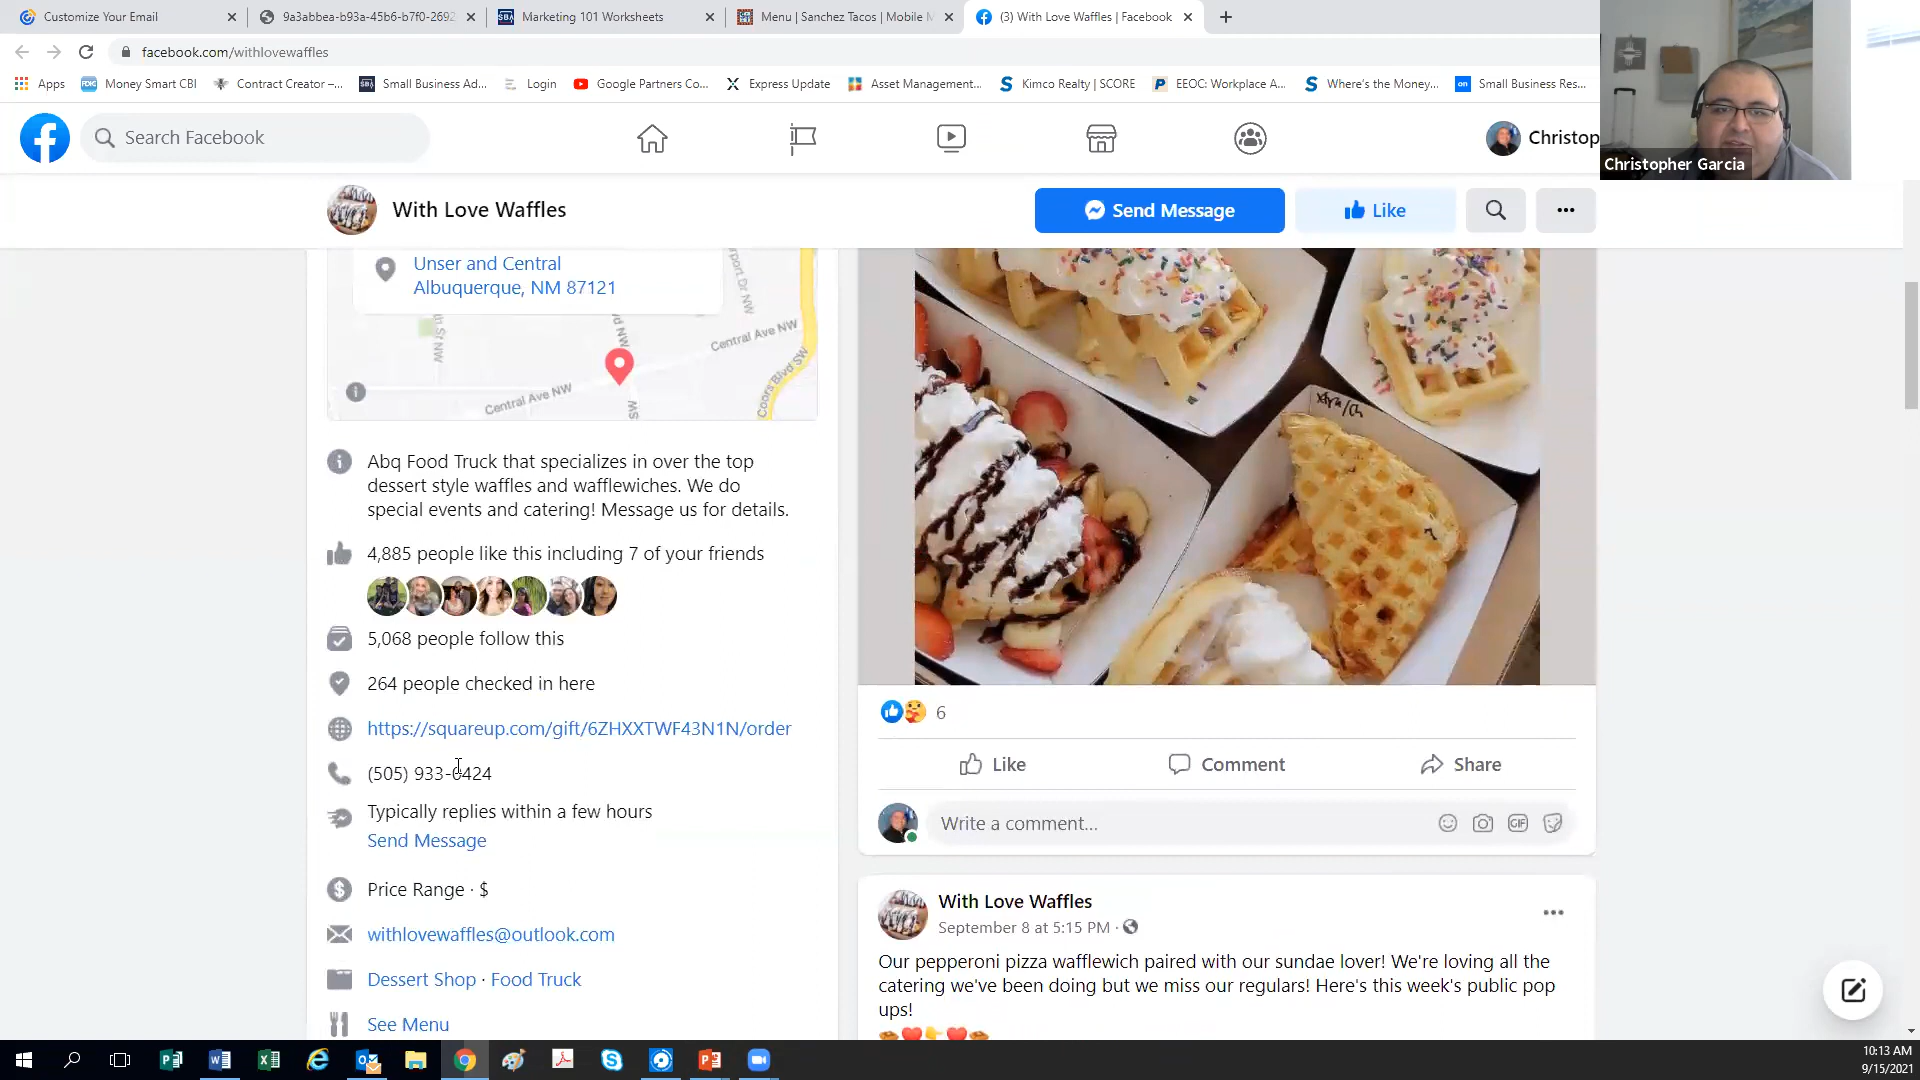 Customize Your Email
9a3abbea-b93a-45b6-b7f0-2692
Marketing 101 Worksheets
Menu | Sanchez Tacos | Mobile M
(3) With Love Waffles | Facebook
facebook.com/withlovewaffles
Apps
Money Smart CBI
Contract Creator –...
Small Business Ad...
Login
Google Partners Co...
Express Update
Asset Management...
Kimco Realty | SCORE
EEOC: Workplace A...
Where's the Money...
Small Business Res...
Search Facebook
Christop
Christopher Garcia
With Love Waffles
Send Message
Like
Unser and Central
Albuquerque, NM 87121
Central Ave NW
Central Ave NW
Coors Blvd SW
Abq Food Truck that specializes in over the top
dessert style waffles and wafflewiches. We do
special events and catering! Message us for details.
4,885 people like this including 7 of your friends
5,068 people follow this
264 people checked in here
https://squareup.com/gift/6ZHXXTWF43N1N/order
(505) 933-0424
Typically replies within a few hours
Send Message
Price Range · $
withlovewaffles@outlook.com
Dessert Shop · Food Truck
See Menu
6
Like
Comment
Share
Write a comment...
GIF
With Love Waffles
September 8 at 5:15 PM ·
Our pepperoni pizza wafflewich paired with our sundae lover! We're loving all the
catering we've been doing but we miss our regulars! Here's this week's public pop
ups!
10:13 AM
9/15/2021